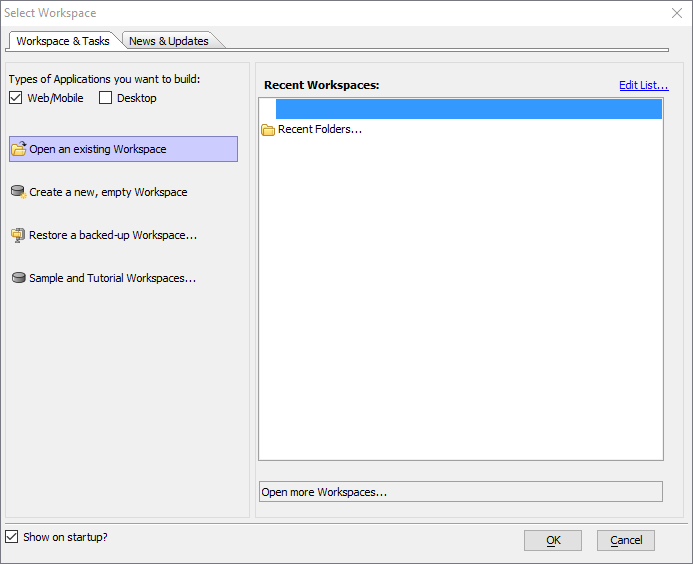 Select Workspace
Workspace & Tasks
News & Updates
Types of Applications you want to build:
Web/Mobile
Desktop
Open an existing Workspace
Create a new, empty Workspace
Restore a backed-up Workspace...
Sample and Tutorial Workspaces...
Recent Workspaces:
Edit List...
Recent Folders...
Open more Workspaces...
Show on startup?
OK
Cancel